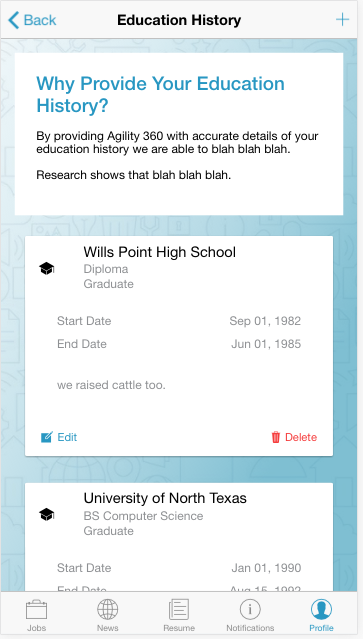 Back
Education History
Why Provide Your Education
History?
By providing Agility 360 with accurate details of your
education history we are able to blah blah blah.
Research shows that blah blah blah.
Wills Point High School
Diploma
Graduate
Start Date Sep 01, 1982
End Date Jun 01, 1985
we raised cattle too.
Edit Delete
University of North Texas
BS Computer Science
Graduate
Start Date Jan 01, 1990
End Date Aug 15, 1992
Jobs News Resume Notifications Profile